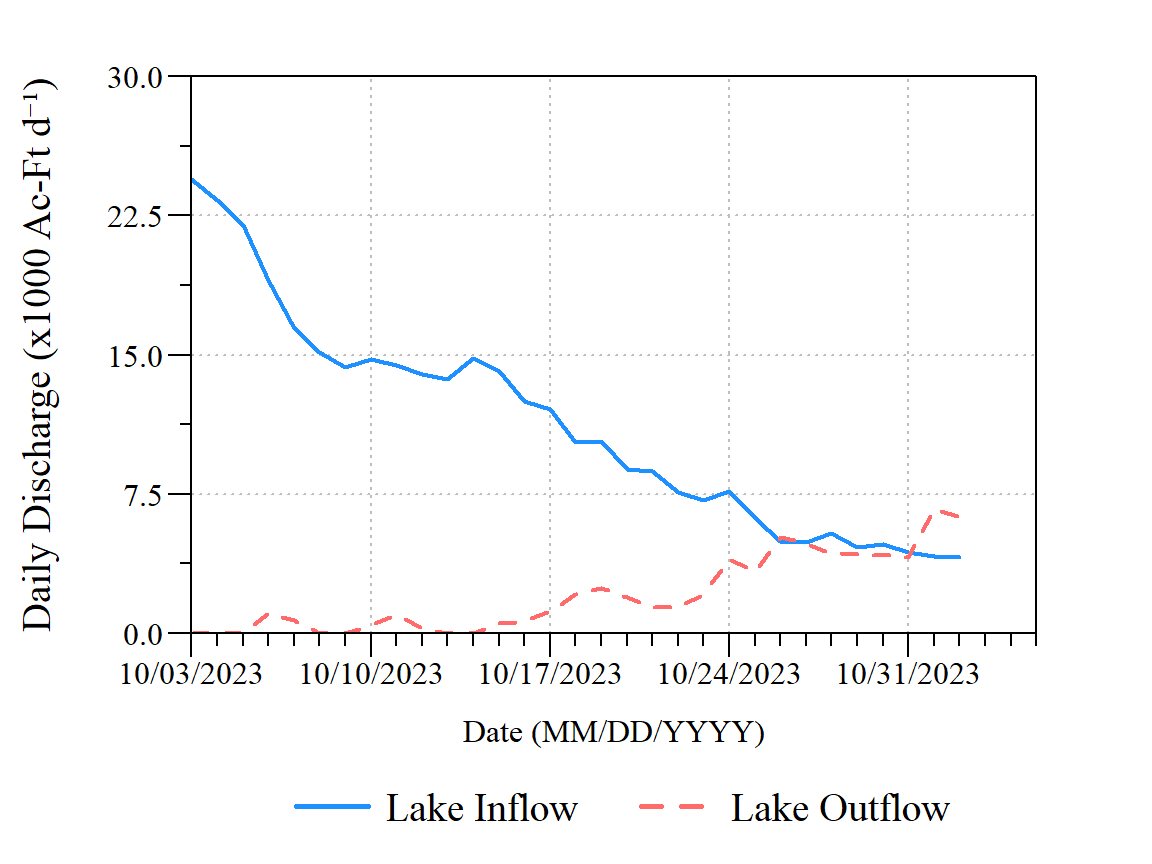 Daily Discharge (x1000 Ac-Ft d⁻¹)
30.0
22.5
15.0
7.5
0.0
10/03/2023 10/10/2023 10/17/2023 10/24/2023 10/31/2023
Date (MM/DD/YYYY)
Lake Inflow Lake Outflow